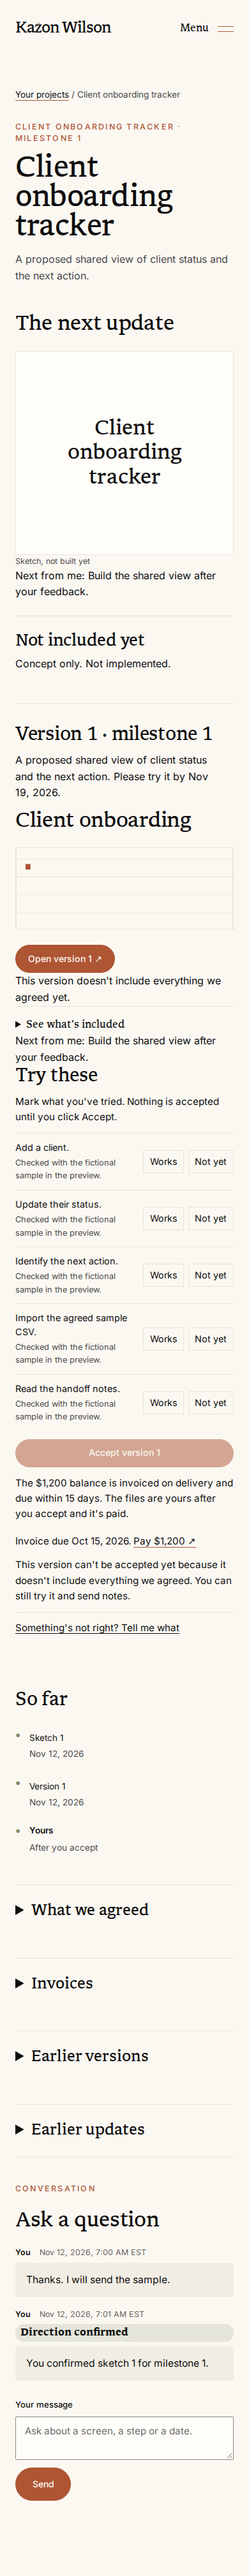 Kazon Wilson
Menu
Your projects / Client onboarding tracker
CLIENT ONBOARDING TRACKER ·
MILESTONE 1
Client
onboarding
tracker
A proposed shared view of client status and
the next action.
The next update
Client
onboarding
tracker
Sketch, not built yet
Next from me: Build the shared view after
your feedback.
Not included yet
Concept only. Not implemented.
Version 1 · milestone 1
A proposed shared view of client status
and the next action. Please try it by Nov
19, 2026.
Client onboarding
Open version 1 ↗
This version doesn't include everything we
agreed yet.
▶ See what's included
Next from me: Build the shared view after
your feedback.
Try these
Mark what you've tried. Nothing is accepted
until you click Accept.
Add a client.
Checked with the fictional
sample in the preview.
Works
Not yet
Update their status.
Checked with the fictional
sample in the preview.
Works
Not yet
Identify the next action.
Checked with the fictional
sample in the preview.
Works
Not yet
Import the agreed sample
CSV.
Checked with the fictional
sample in the preview.
Works
Not yet
Read the handoff notes.
Checked with the fictional
sample in the preview.
Works
Not yet
Accept version 1
The $1,200 balance is invoiced on delivery and
due within 15 days. The files are yours after
you accept and it's paid.
Invoice due Oct 15, 2026. Pay $1,200 ↗
This version can't be accepted yet because it
doesn't include everything we agreed. You can
still try it and send notes.
Something's not right? Tell me what
So far
Sketch 1
Nov 12, 2026
Version 1
Nov 12, 2026
Yours
After you accept
▶ What we agreed
▶ Invoices
▶ Earlier versions
▶ Earlier updates
CONVERSATION
Ask a question
You Nov 12, 2026, 7:00 AM EST
Thanks. I will send the sample.
You Nov 12, 2026, 7:01 AM EST
Direction confirmed
You confirmed sketch 1 for milestone 1.
Your message
Ask about a screen, a step or a date.
Send